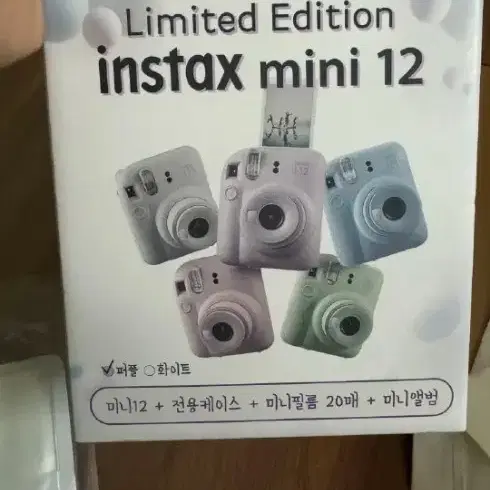 Limited Edition
instax mini 12
✓퍼플 ○화이트
미니12 + 전용케이스 + 미니필름 20매 + 미니앨범